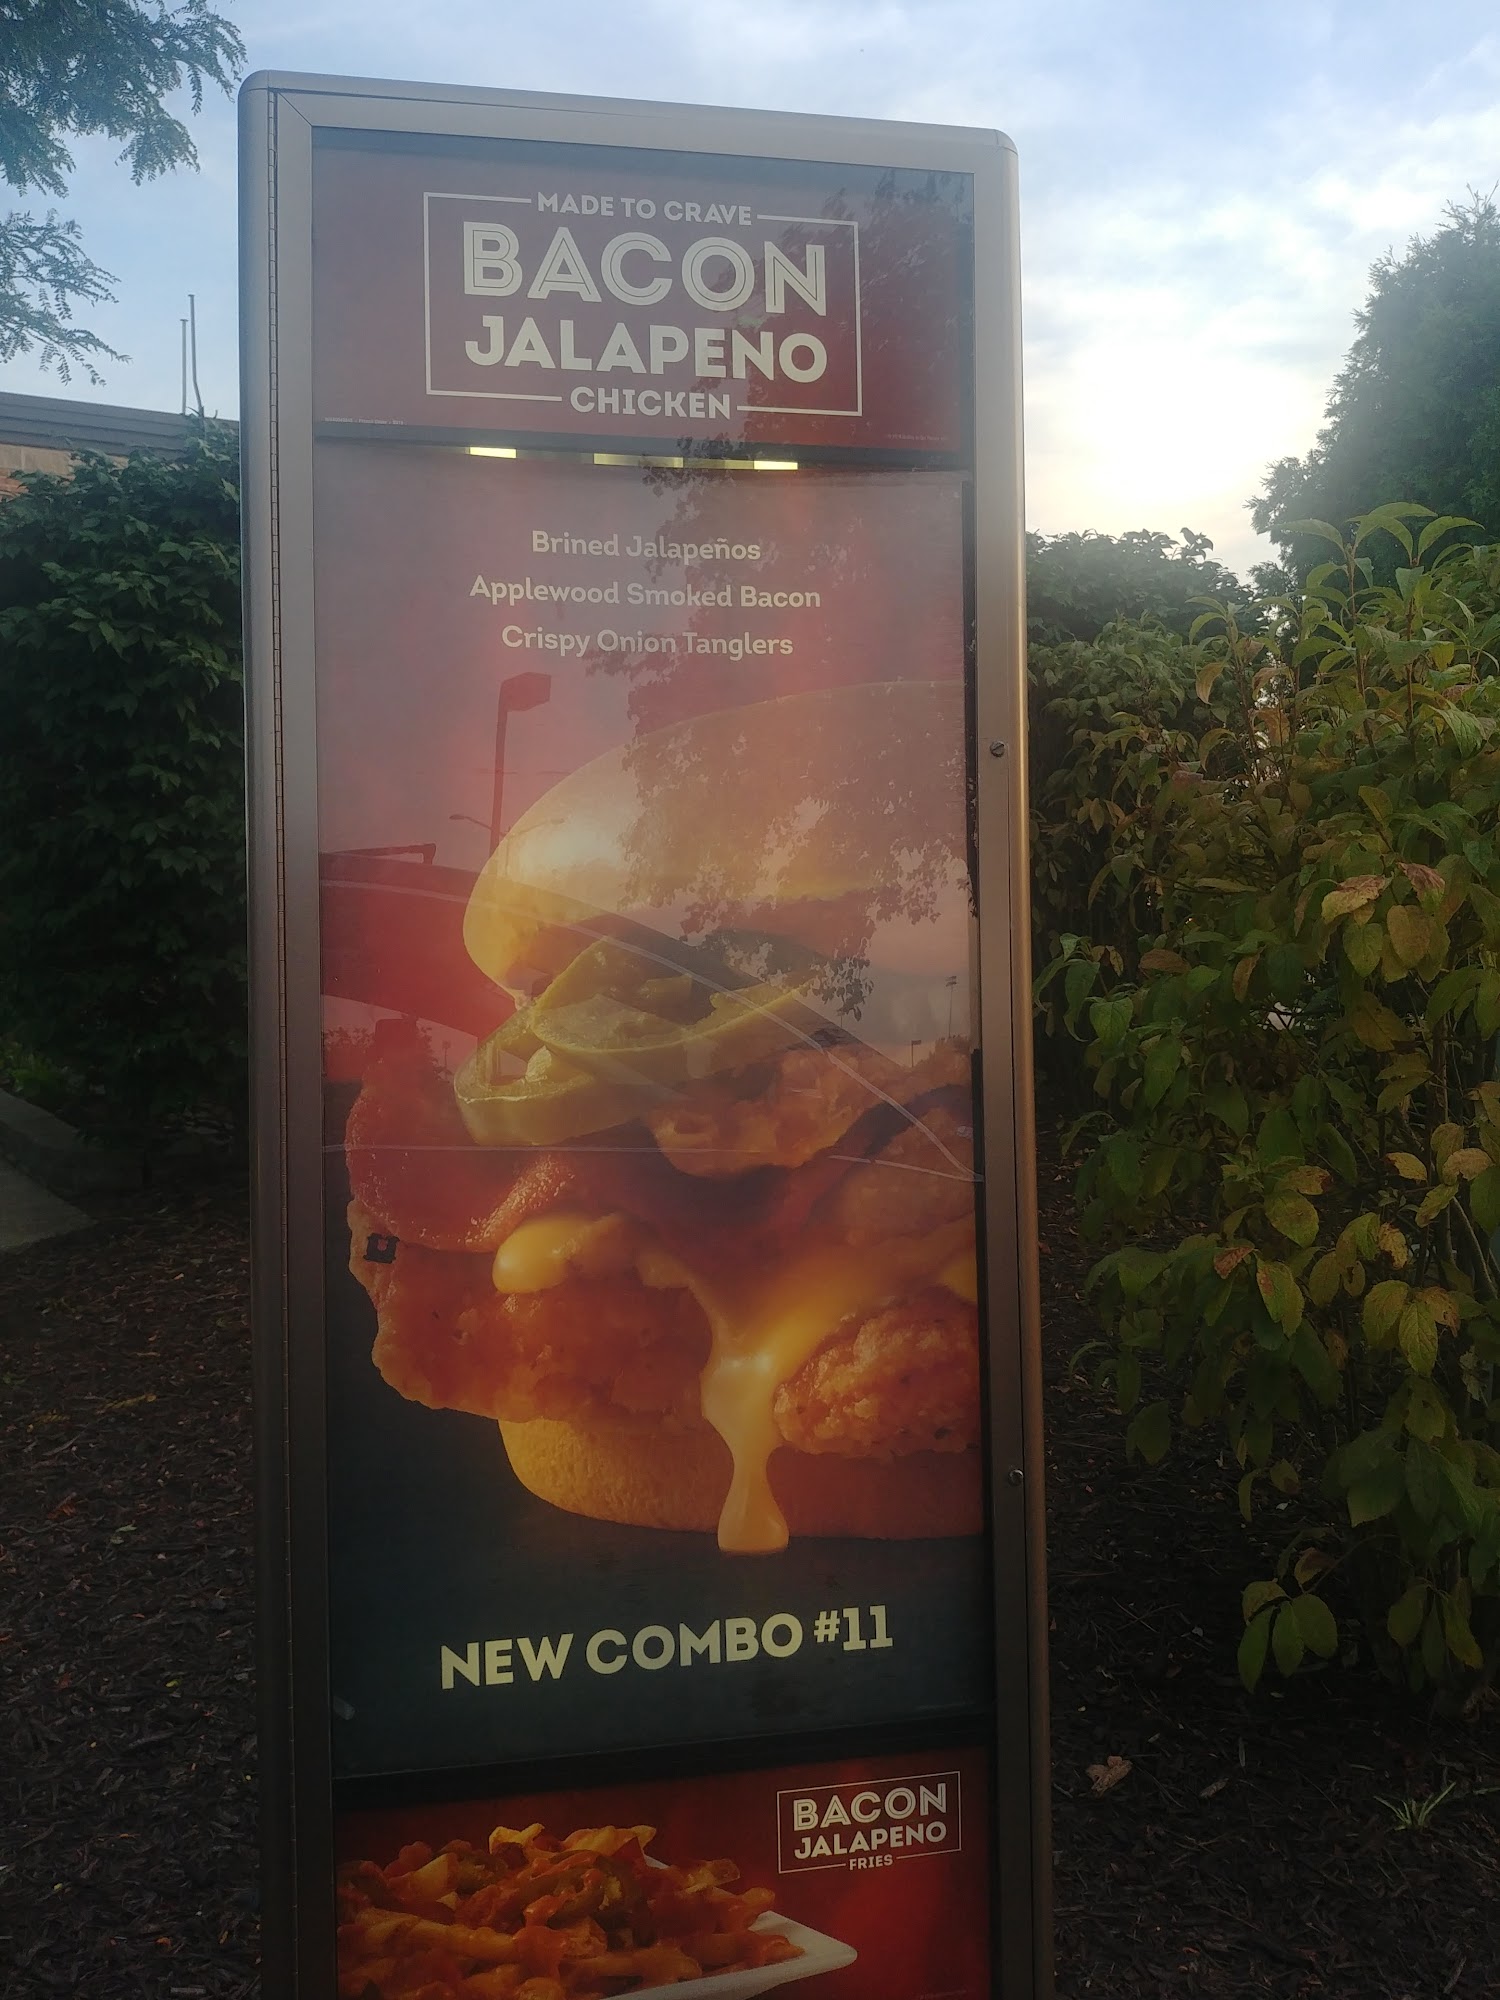 MADE TO CRAVE
BACON
JALAPENO
CHICKEN
Brined Jalapeños
Applewood Smoked Bacon
Crispy Onion Tanglers
NEW COMBO #11
BACON
JALAPENO
FRIES